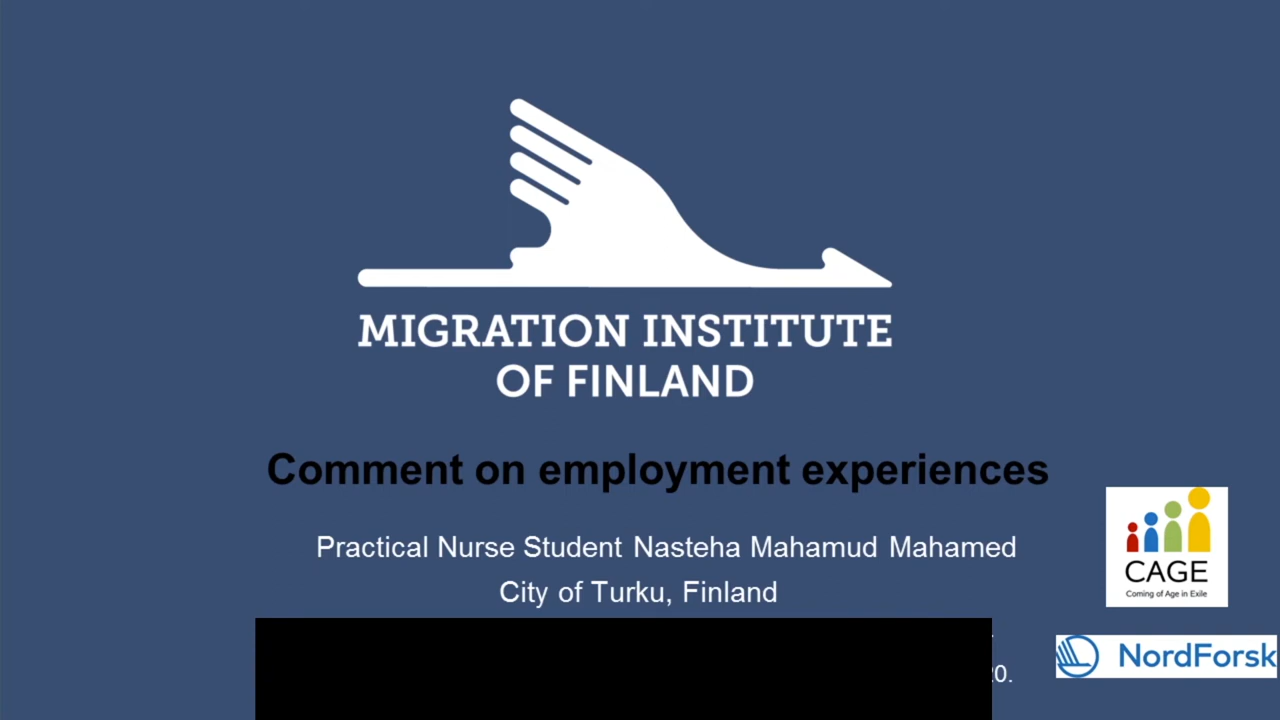 MIGRATION INSTITUTE
OF FINLAND
Comment on employment experiences
Practical Nurse Student Nasteha Mahamud Mahamed
City of Turku, Finland
CAGE
Coming of Age in Exile
NordForsk